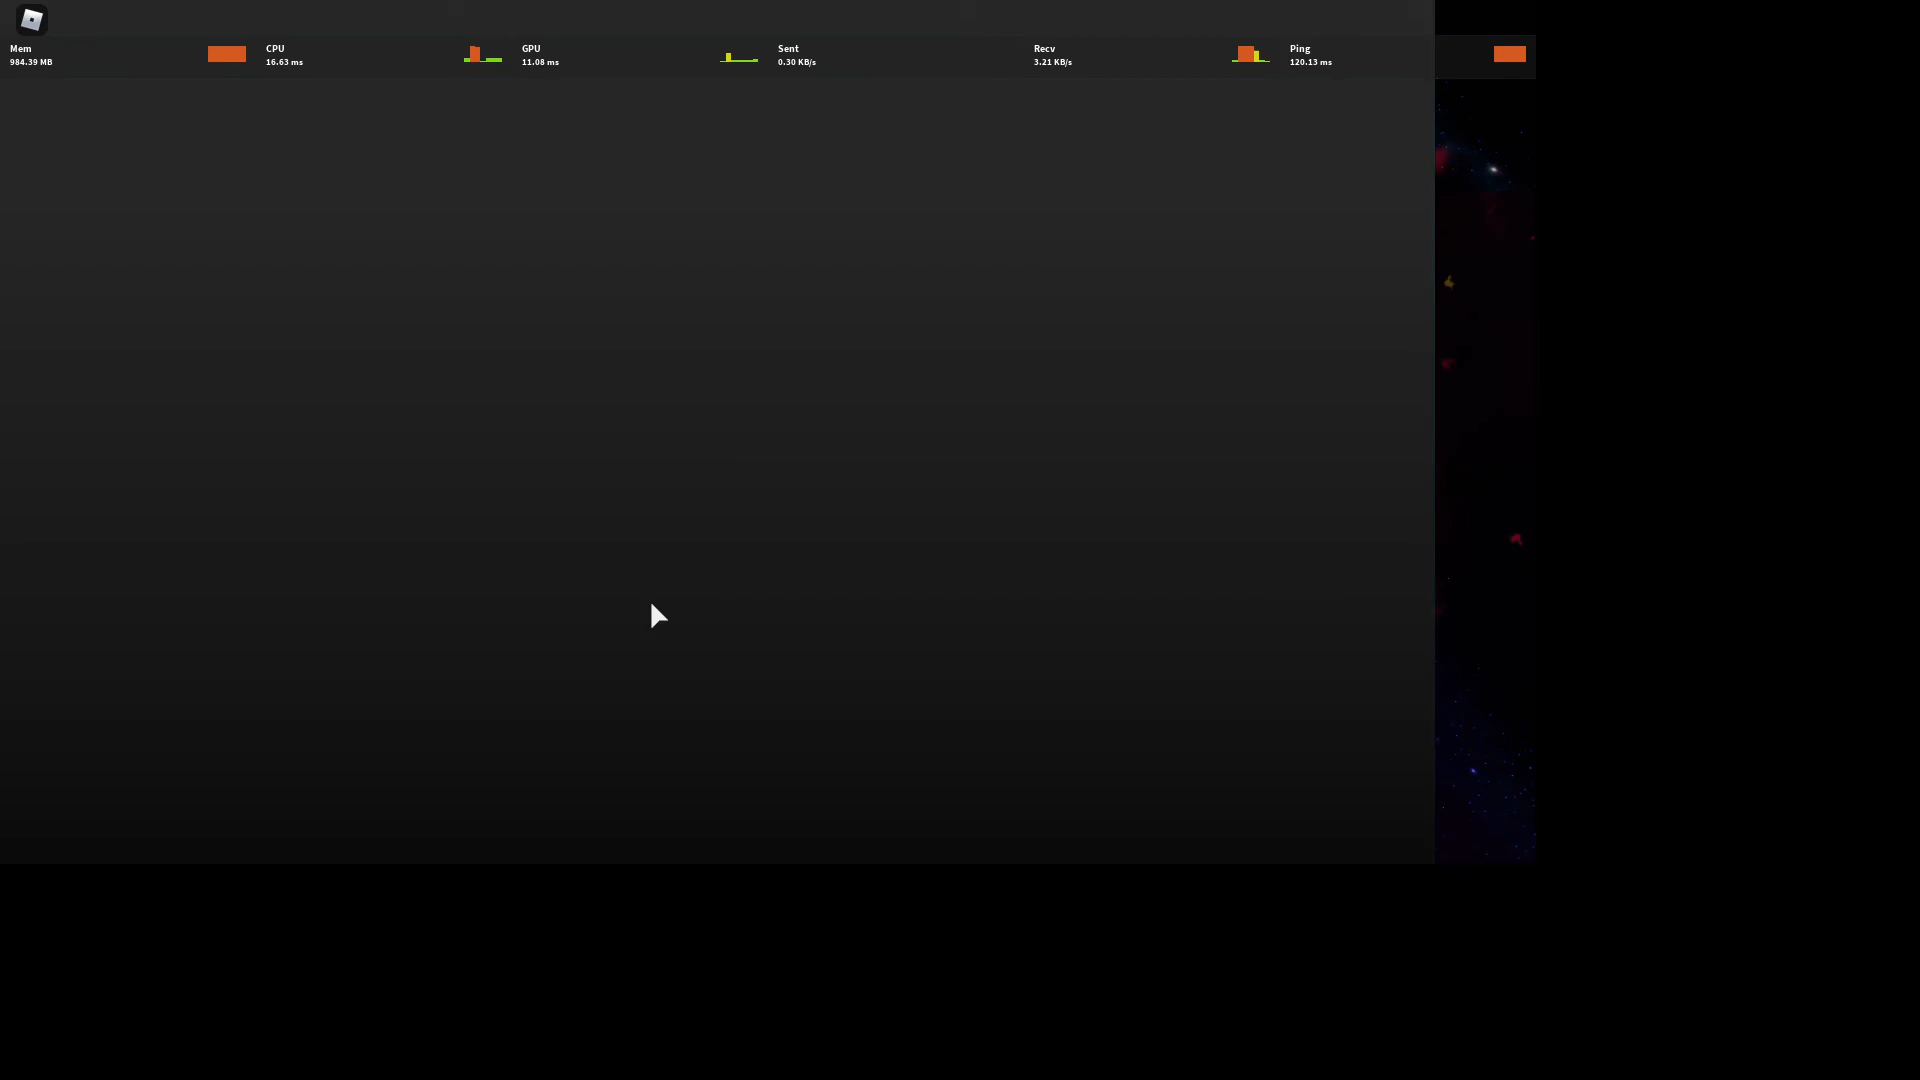 Mem CPU GPU Sent Recv Ping
984.39 MB 16.63 ms 11.08 ms 0.30 KB/s 3.21 KB/s 120.13 ms